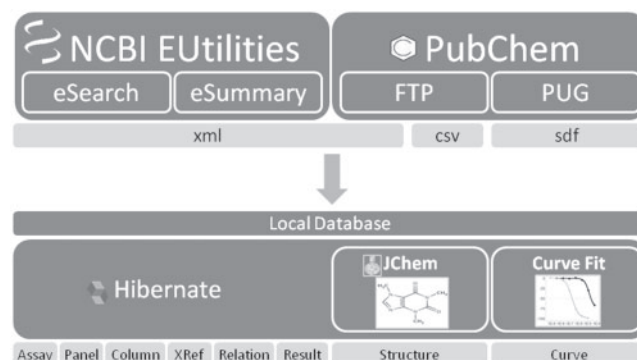 NCBI EUtilities PubChem
eSearch eSummary FTP PUG
xml csv sdf
Local Database
Hibernate JChem Curve Fit
Assay Panel Column XRef Relation Result Structure Curve